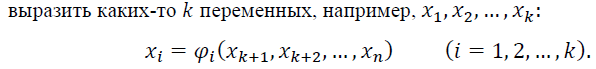 выразить каких-то k переменных, например, x₁, x₂, … , xₖ:
xᵢ = φᵢ(xₖ₊₁, xₖ₊₂, … , xₙ) (i = 1, 2, … , k).